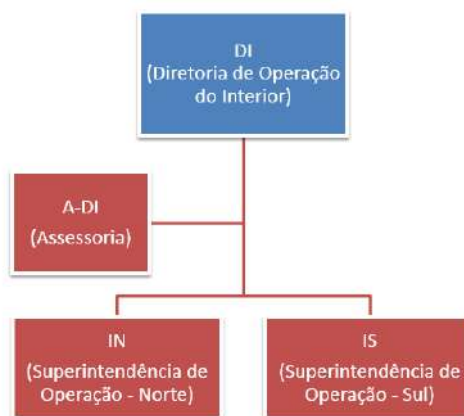 DI
(Diretoria de Operação
do Interior)
A-DI
(Assessoria)
IN
(Superintendência de
Operação - Norte)
IS
(Superintendência de
Operação - Sul)